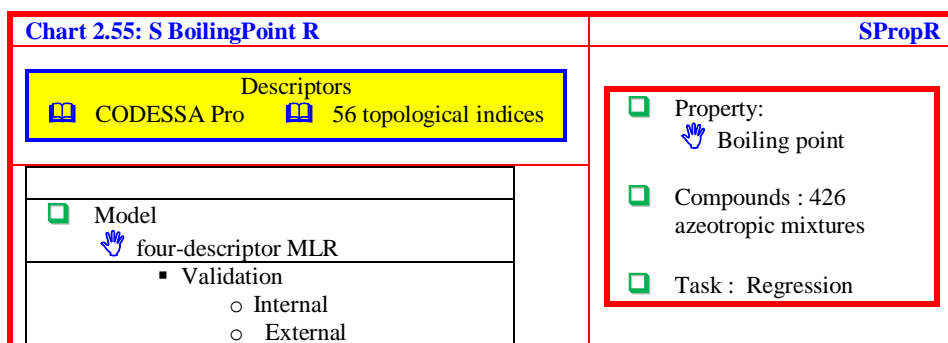 Chart 2.55: S BoilingPoint R
SPropR
Descriptors
CODESSA Pro 56 topological indices
Model
four-descriptor MLR
▪ Validation
o Internal
o External
Property:
Boiling point
Compounds : 426
azeotropic mixtures
Task : Regression